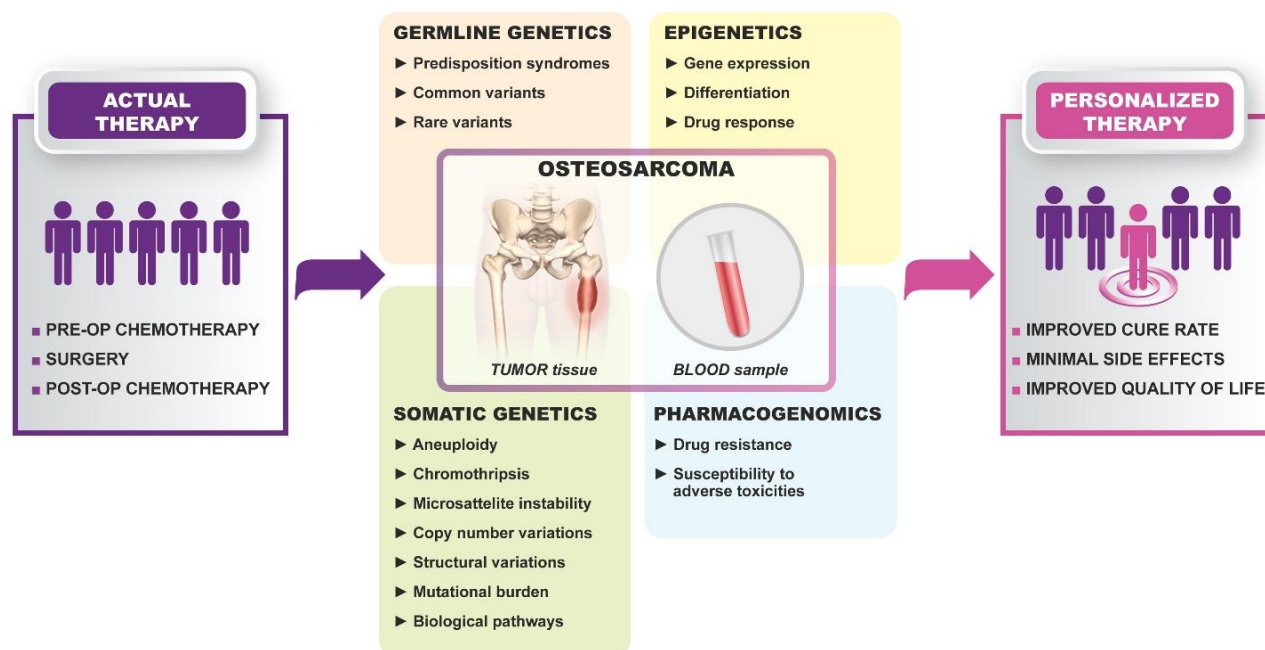 ACTUAL
THERAPY
■ PRE-OP CHEMOTHERAPY
■ SURGERY
■ POST-OP CHEMOTHERAPY
GERMLINE GENETICS
► Predisposition syndromes
► Common variants
► Rare variants
EPIGENETICS
► Gene expression
► Differentiation
► Drug response
OSTEOSARCOMA
TUMOR tissue
BLOOD sample
SOMATIC GENETICS
► Aneuploidy
► Chromothripsis
► Microsattelite instability
► Copy number variations
► Structural variations
► Mutational burden
► Biological pathways
PHARMACOGENOMICS
► Drug resistance
► Susceptibility to
adverse toxicities
PERSONALIZED
THERAPY
■ IMPROVED CURE RATE
■ MINIMAL SIDE EFFECTS
■ IMPROVED QUALITY OF LIFE